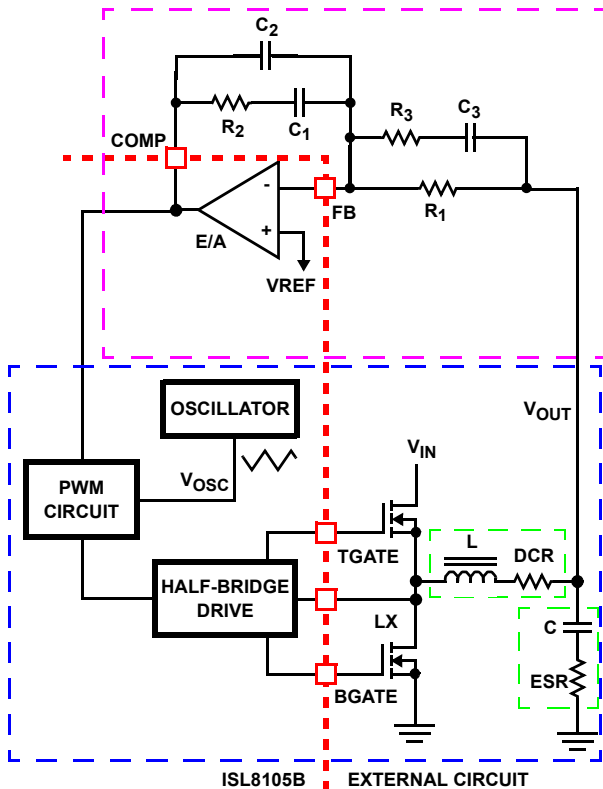 C2
R2
C1
R3
C3
COMP
-
+
E/A
FB
R1
VREF
OSCILLATOR
VOUT
VIN
PWM
CIRCUIT
VOSC
TGATE
L
DCR
HALF-BRIDGE
DRIVE
LX
C
ESR
BGATE
ISL8105B
EXTERNAL CIRCUIT